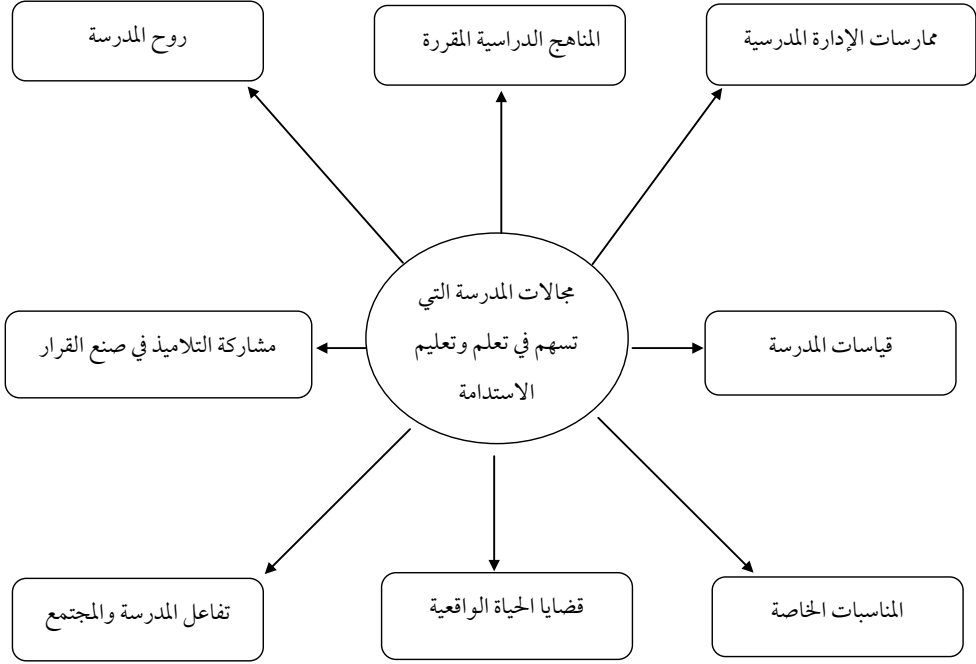 ممارسات الإدارة المدرسية
المناهج الدراسية المقررة
روح المدرسة
مجالات المدرسة التي
تسهم في تعلم وتعليم
الاستدامة
قياسات المدرسة
مشاركة التلاميذ في صنع القرار
المناسبات الخاصة
قضايا الحياة الواقعية
تفاعل المدرسة والمجتمع